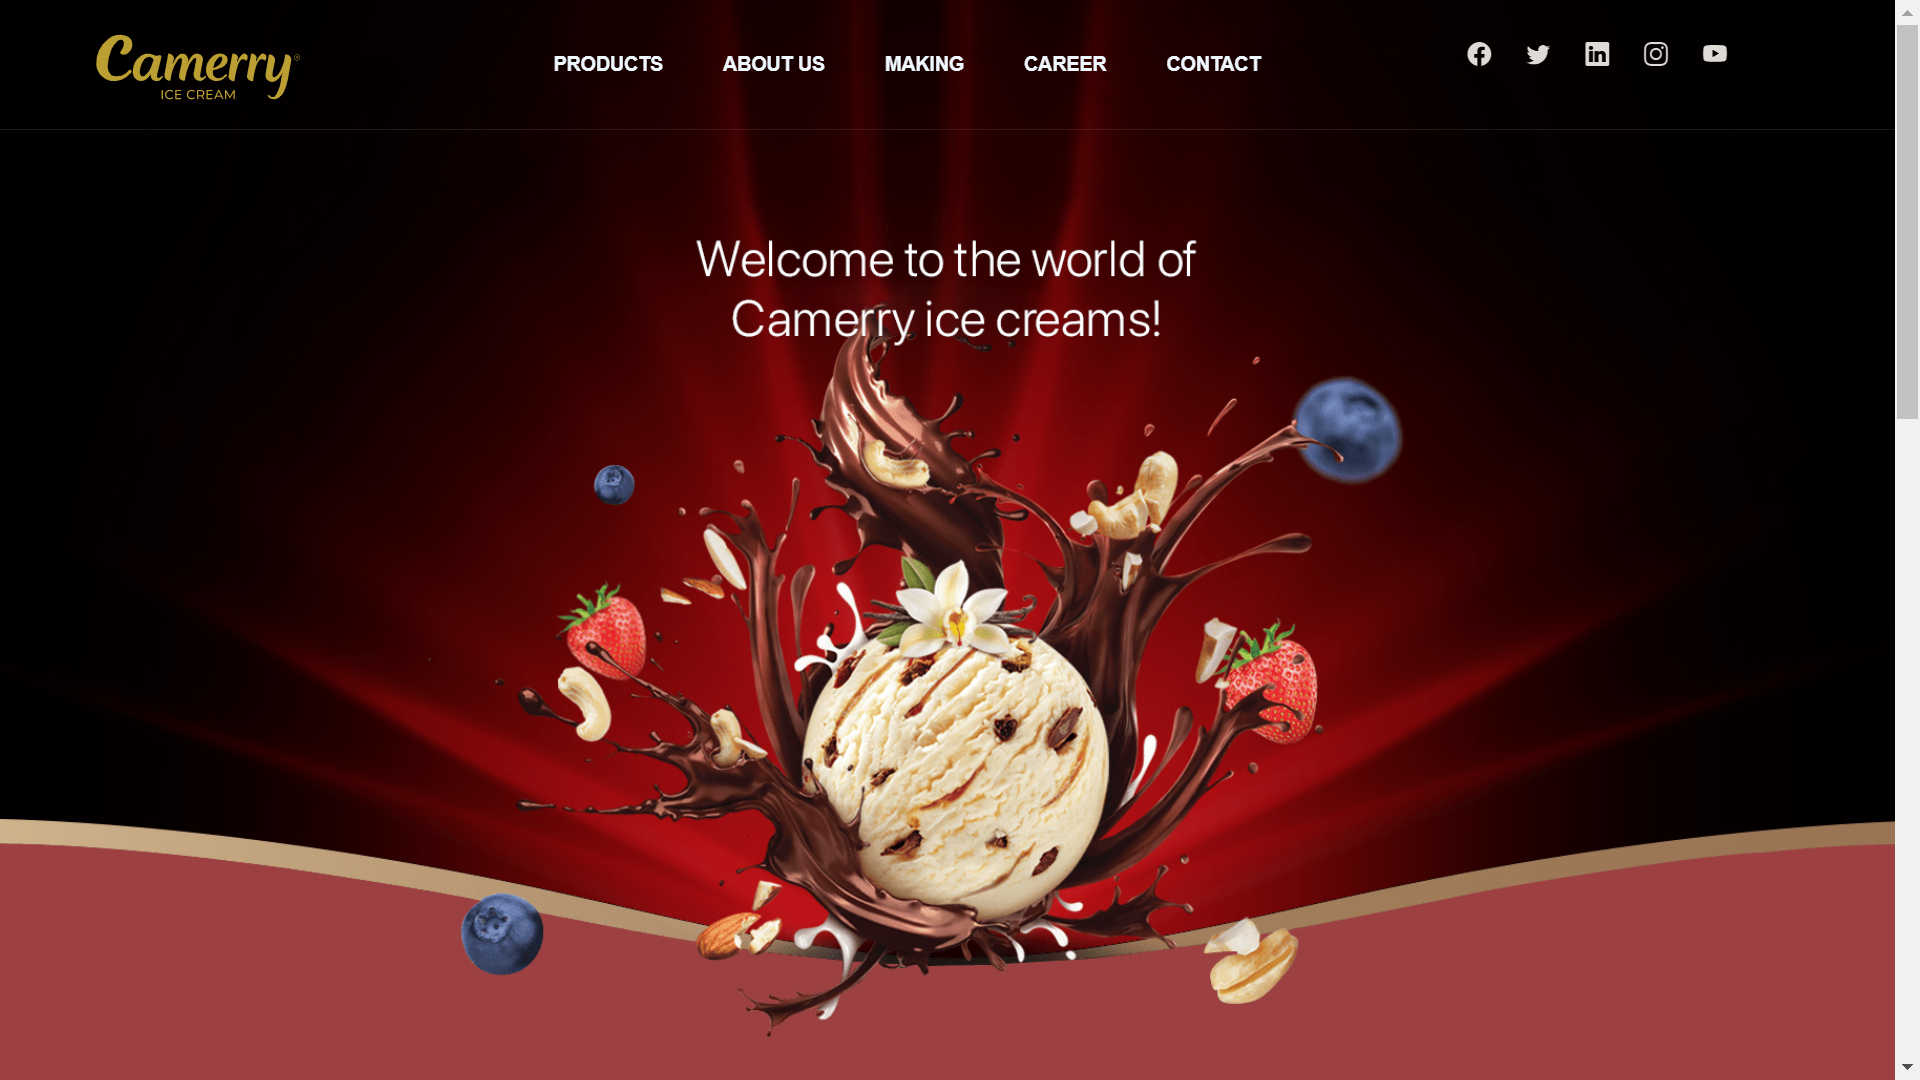 Camerry®
ICE CREAM
PRODUCTS
ABOUT US
MAKING
CAREER
CONTACT
Welcome to the world of
Camerry ice creams!